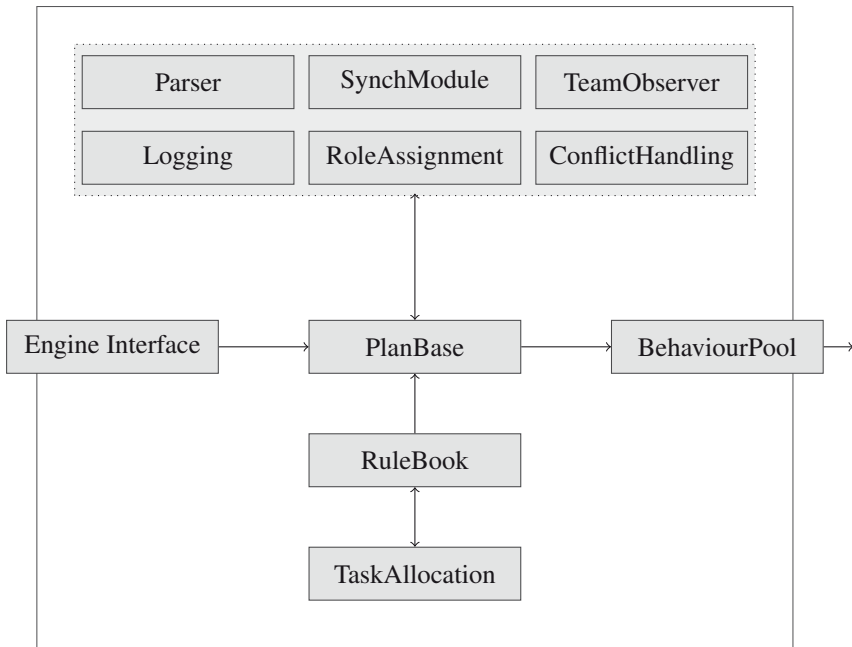 Parser
SynchModule
TeamObserver
Logging
RoleAssignment
ConflictHandling
Engine Interface
PlanBase
BehaviourPool
RuleBook
TaskAllocation